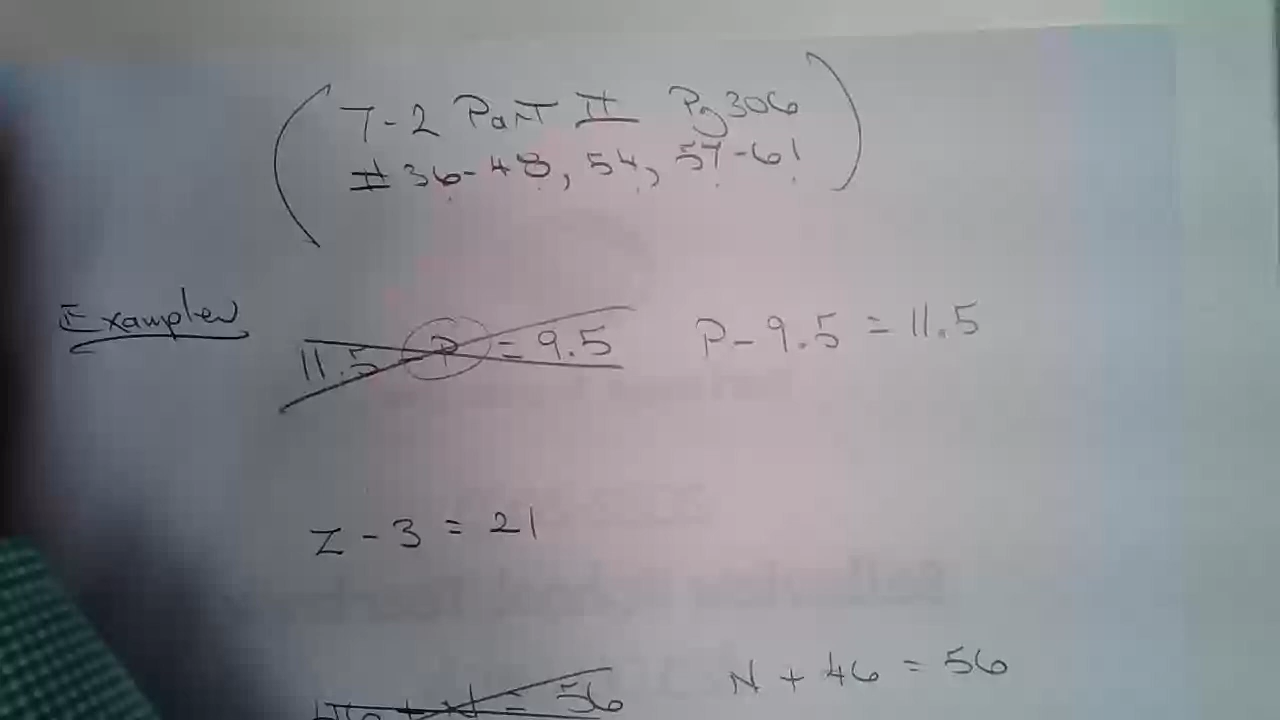 7-2 Part II Pg 306
# 36-48, 54, 57-61
Examples
11.5 - P = 9.5 P - 9.5 = 11.5
z - 3 = 21
N + 46 = 56
= 56